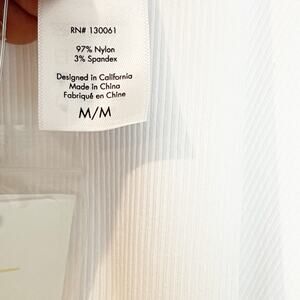 RN# 130061
97% Nylon
3% Spandex
Designed in California
Made in China
Fabriqué en Chine
M/M